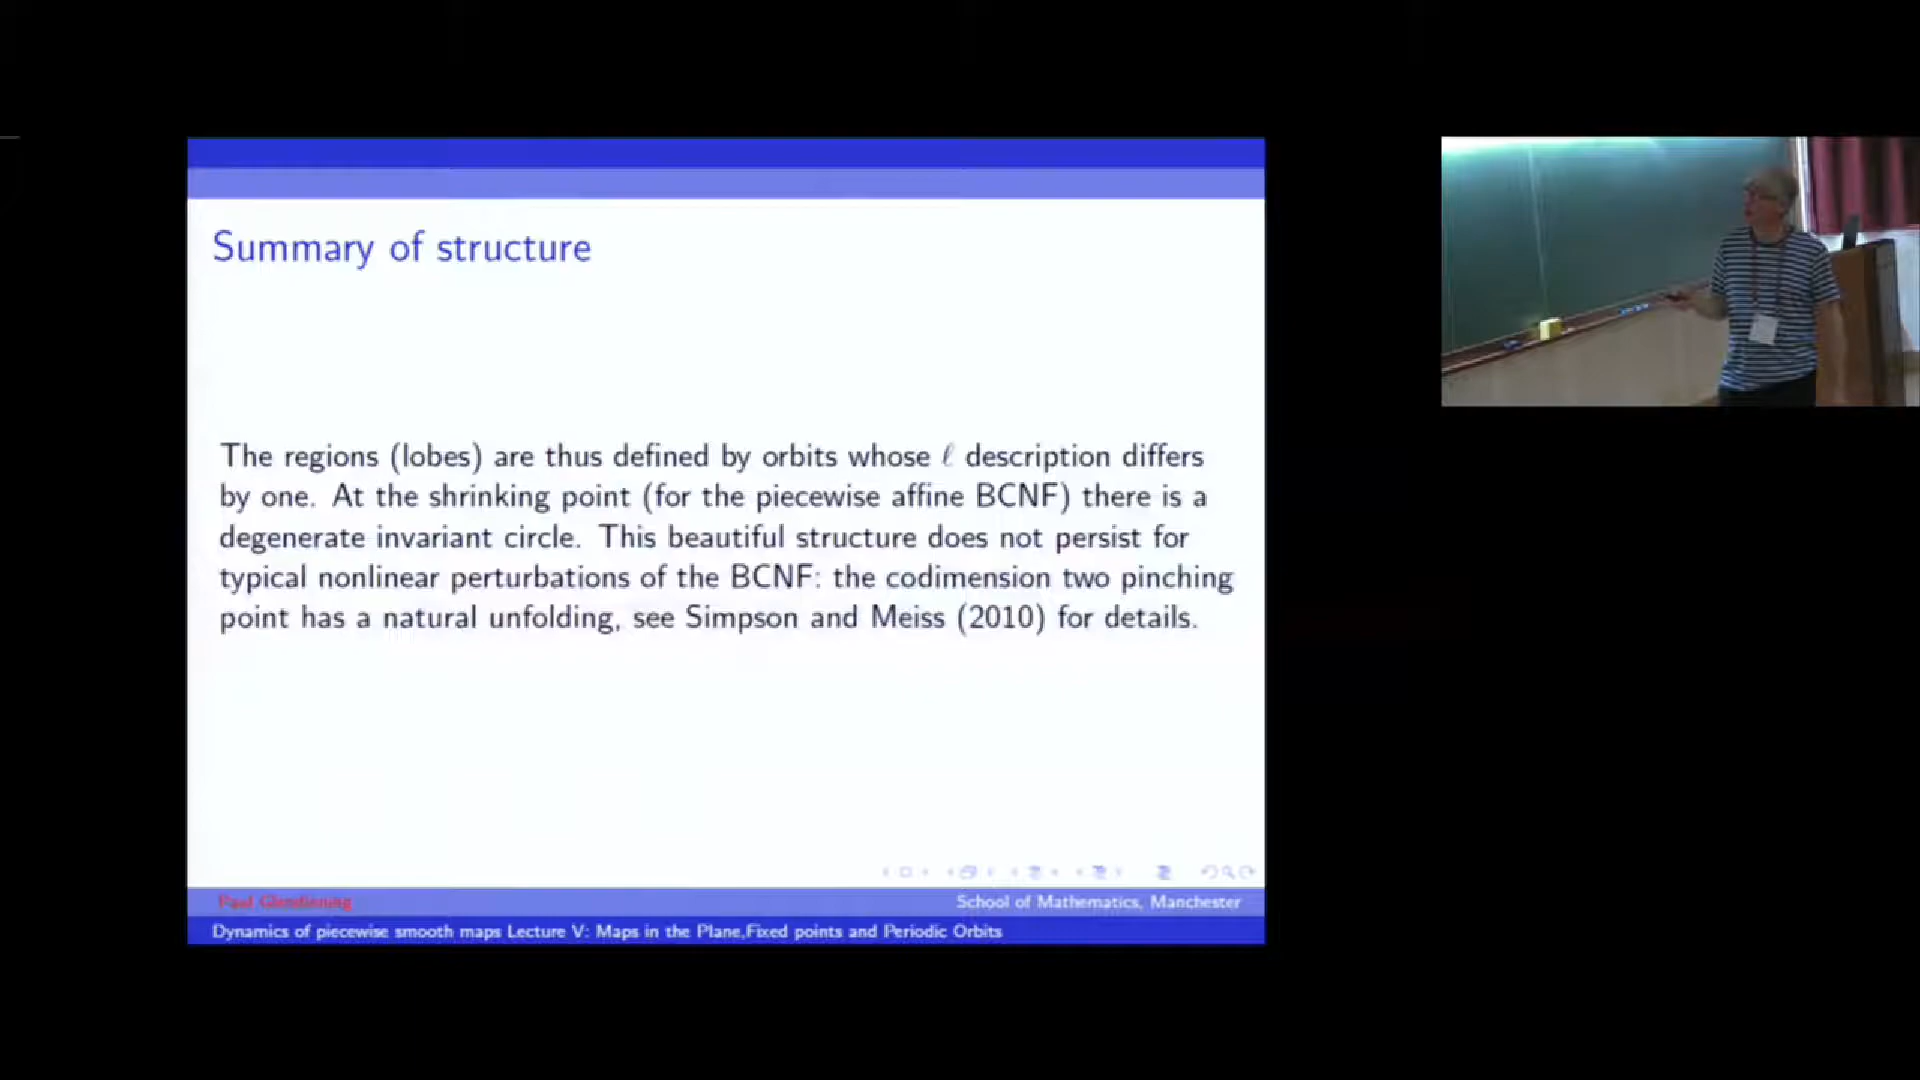 Summary of structure
The regions (lobes) are thus defined by orbits whose ℓ description differs
by one. At the shrinking point (for the piecewise affine BCNF) there is a
degenerate invariant circle. This beautiful structure does not persist for
typical nonlinear perturbations of the BCNF: the codimension two pinching
point has a natural unfolding, see Simpson and Meiss (2010) for details.
Paul Glendinning
School of Mathematics, Manchester
Dynamics of piecewise smooth maps Lecture V: Maps in the Plane,Fixed points and Periodic Orbits